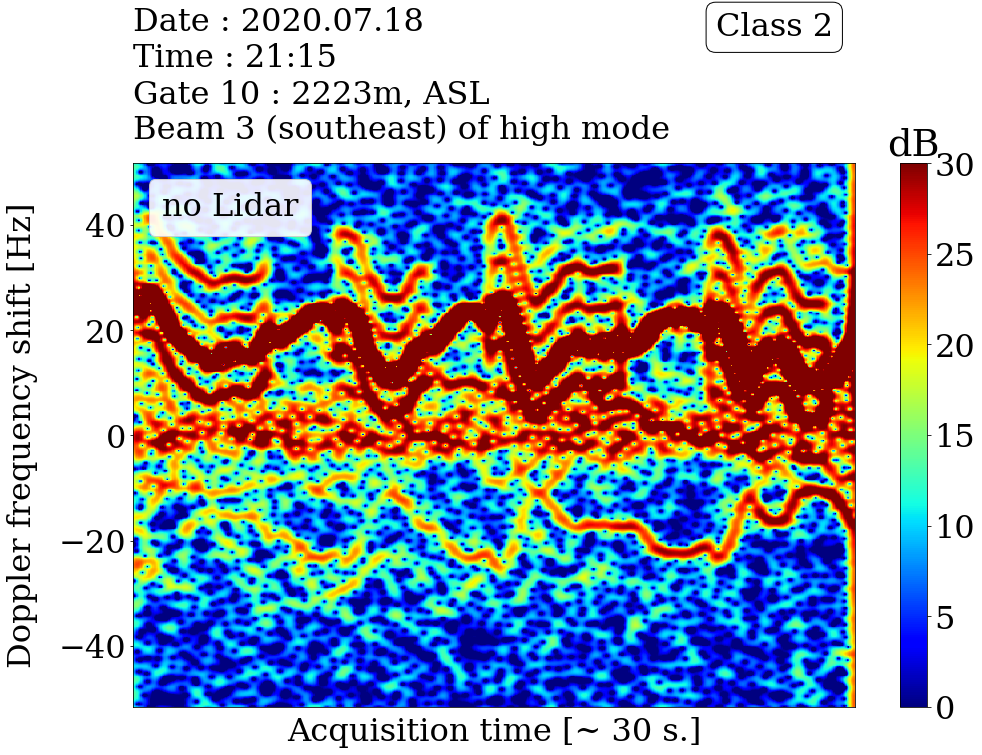 Date : 2020.07.18
Time : 21:15
Gate 10 : 2223m, ASL
Beam 3 (southeast) of high mode
Class 2
no Lidar
dB
Doppler frequency shift [Hz]
40
20
0
−20
−40
30
25
20
15
10
5
0
Acquisition time [~ 30 s.]